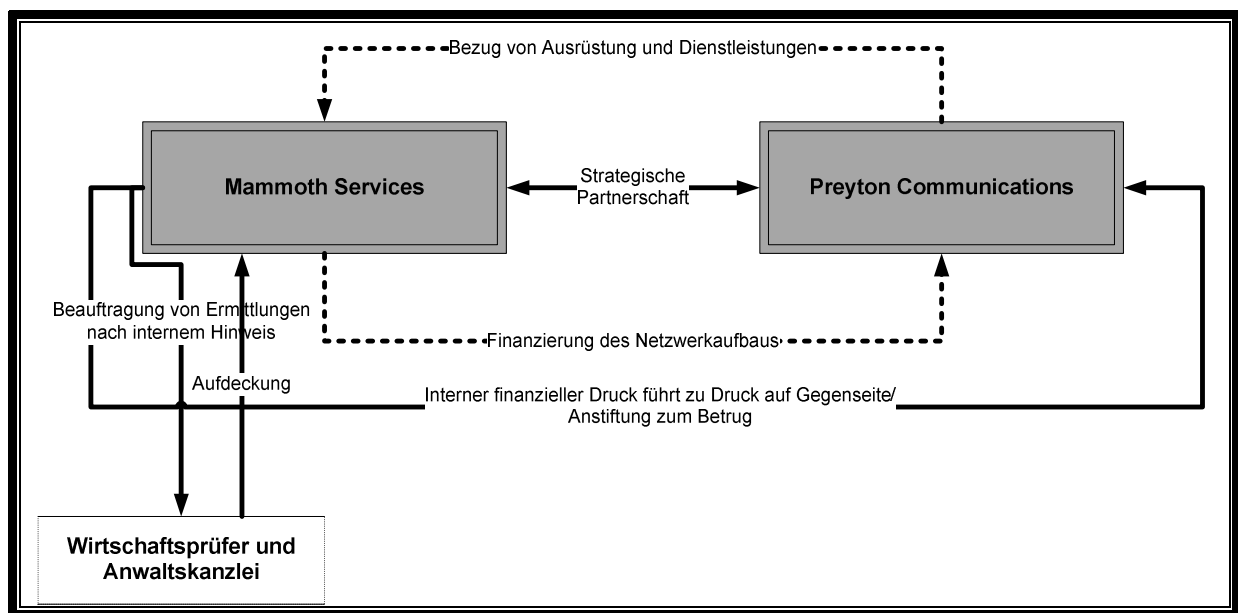 Bezug von Ausrüstung und Dienstleistungen
Mammoth Services
Strategische
Partnerschaft
Preyton Communications
Beauftragung von Ermittlungen
nach internem Hinweis
Finanzierung des Netzwerkaufbaus
Aufdeckung
Interner finanzieller Druck führt zu Druck auf Gegenseite/
Anstiftung zum Betrug
Wirtschaftsprüfer und
Anwaltskanzlei